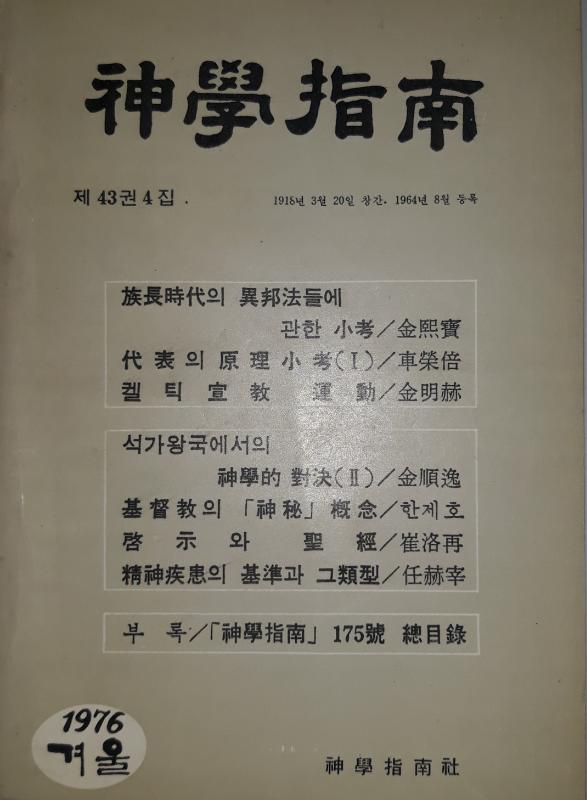 神學指南
제 43권 4 집 .
1918년 3월 20일 창간. 1964년 8월 등록
族長時代의 異邦法들에
관한 小考/金熙寶
代表의 原理小考(Ⅰ)/車榮倍
켈틱宣敎運動/金明赫
석가왕국에서의
神學的 對決(Ⅱ)/金順逸
基督敎의 「神秘」 槪念/한제호
啓示와 聖經/崔洛再
精神疾患의 基準과 그類型/任赫宰
부 록/「神學指南」 175號 總目錄
1976
겨울
神學指南社